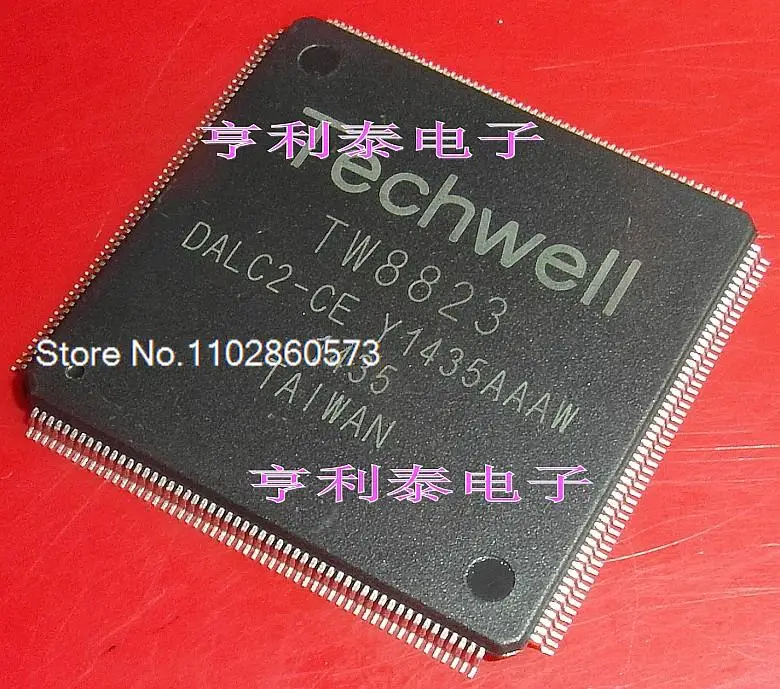 Techwell
亨利泰电子
TW8823
DALC2-CE Y1435AAAW
Store No.1102860573
1435
TAIWAN
亨利泰电子